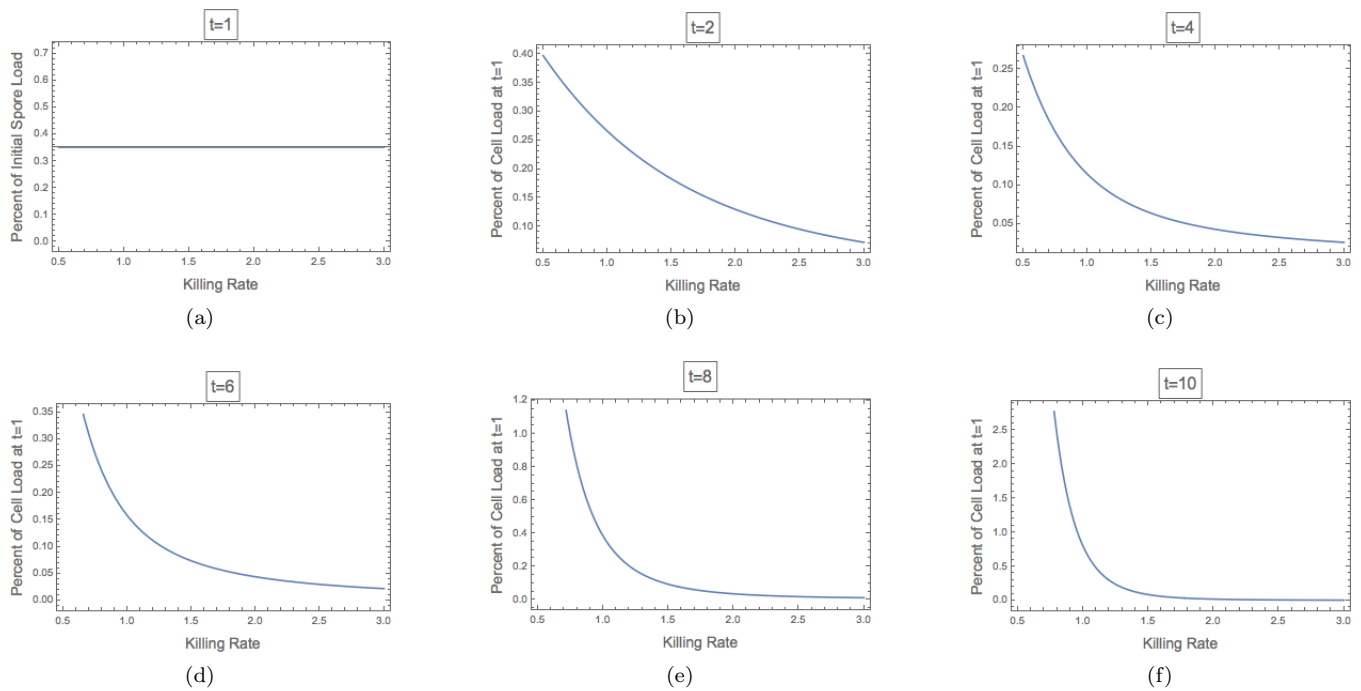 t=1
Percent of Initial Spore Load
0.7
0.6
0.5
0.4
0.3
0.2
0.1
0.0
0.5 1.0 1.5 2.0 2.5 3.0
Killing Rate
(a)
t=2
Percent of Cell Load at t=1
0.40
0.35
0.30
0.25
0.20
0.15
0.10
0.5 1.0 1.5 2.0 2.5 3.0
Killing Rate
(b)
t=4
Percent of Cell Load at t=1
0.25
0.20
0.15
0.10
0.05
0.5 1.0 1.5 2.0 2.5 3.0
Killing Rate
(c)
t=6
Percent of Cell Load at t=1
0.35
0.30
0.25
0.20
0.15
0.10
0.05
0.00
0.5 1.0 1.5 2.0 2.5 3.0
Killing Rate
(d)
t=8
Percent of Cell Load at t=1
1.2
1.0
0.8
0.6
0.4
0.2
0.0
0.5 1.0 1.5 2.0 2.5 3.0
Killing Rate
(e)
t=10
Percent of Cell Load at t=1
2.5
2.0
1.5
1.0
0.5
0.0
0.5 1.0 1.5 2.0 2.5 3.0
Killing Rate
(f)